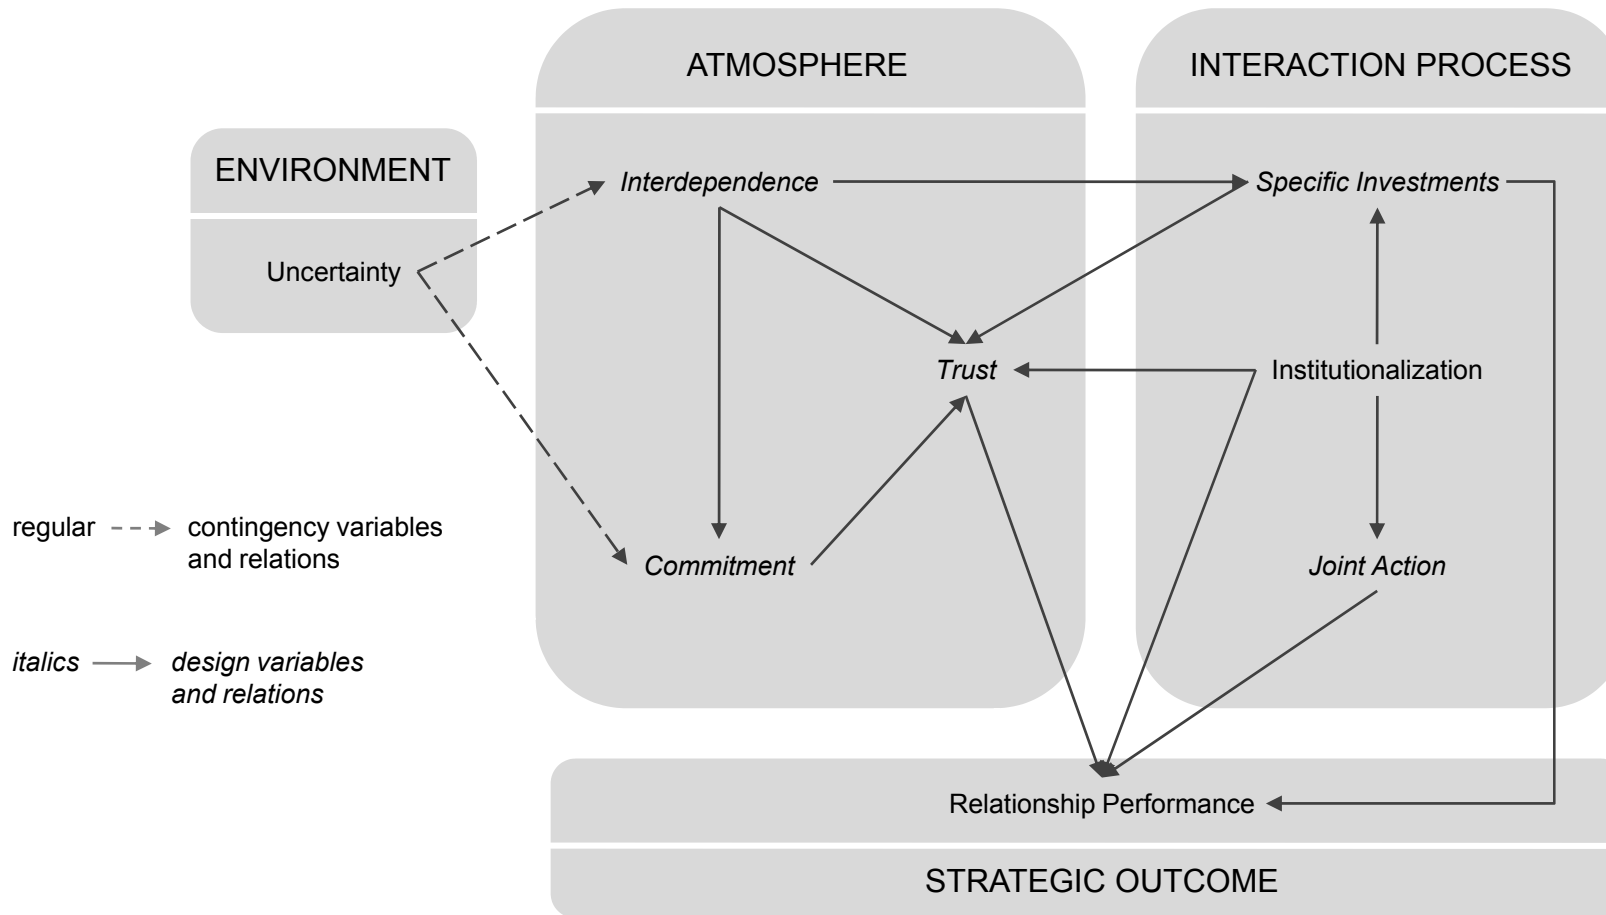 ATMOSPHERE
INTERACTION PROCESS
ENVIRONMENT
Interdependence
Specific Investments
Uncertainty
Trust
Institutionalization
regular
contingency variables
and relations
Commitment
Joint Action
italics
design variables
and relations
Relationship Performance
STRATEGIC OUTCOME